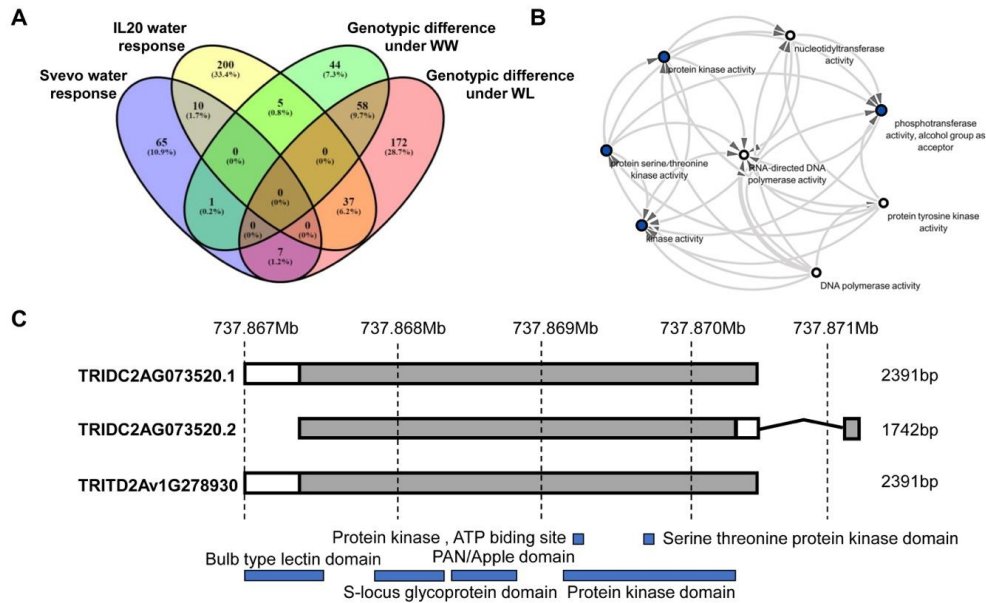 A
IL20 water
response
Genotypic difference
under WW
Svevo water
response
Genotypic difference
under WL
200
(33.4%)
44
(7.3%)
10
(1.7%)
5
(0.8%)
58
(9.7%)
65
(10.9%)
172
(28.7%)
0
(0%)
0
(0%)
0
(0%)
1
(0.2%)
37
(6.2%)
0
(0%)
0
(0%)
7
(1.2%)
B
nucleotidyltransferase
activity
protein kinase activity
phosphotransferase
activity, alcohol group as
acceptor
protein serine/threonine
kinase activity
RNA-directed DNA
polymerase activity
protein tyrosine kinase
activity
kinase activity
DNA polymerase activity
C
737.867Mb 737.868Mb 737.869Mb 737.870Mb 737.871Mb
TRIDC2AG073520.1 2391bp
TRIDC2AG073520.2 1742bp
TRITD2Av1G278930 2391bp
Protein kinase , ATP biding site Serine threonine protein kinase domain
Bulb type lectin domain PAN/Apple domain
S-locus glycoprotein domain Protein kinase domain